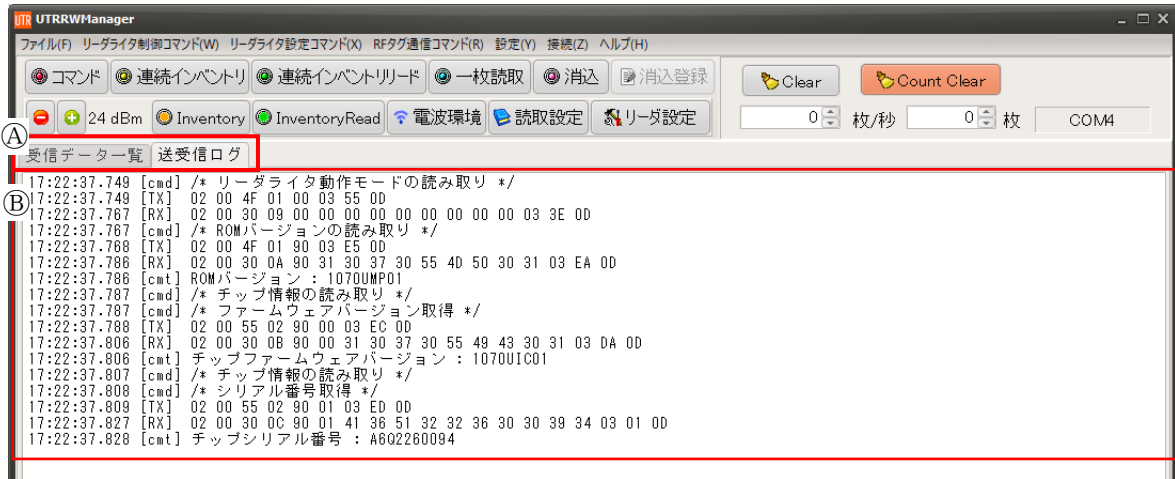 UTR UTRRWManager
ファイル(F) リーダライタ制御コマンド(W) リーダライタ設定コマンド(X) RFタグ通信コマンド(R) 設定(Y) 接続(Z) ヘルプ(H)
コマンド 連続インベントリ 連続インベントリリード 一枚読取 消込 消込登録 Clear Count Clear
24 dBm Inventory InventoryRead 電波環境 読取設定 リーダ設定 0 枚/秒 0 枚 COM4
Ⓐ
受信データ一覧 送受信ログ
Ⓑ
17:22:37.749 [cmd] /* リーダライタ動作モードの読み取り */
17:22:37.749 [TX] 02 00 4F 01 00 03 55 0D
17:22:37.767 [RX] 02 00 30 09 00 00 00 00 00 00 00 00 00 03 3E 0D
17:22:37.767 [cmd] /* ROMバージョンの読み取り */
17:22:37.768 [TX] 02 00 4F 01 90 03 E5 0D
17:22:37.786 [RX] 02 00 30 0A 90 31 30 37 30 55 4D 50 30 31 03 EA 0D
17:22:37.786 [cmt] ROMバージョン : 1070UMP01
17:22:37.787 [cmd] /* チップ情報の読み取り */
17:22:37.787 [cmd] /* ファームウェアバージョン取得 */
17:22:37.788 [TX] 02 00 55 02 90 00 03 EC 0D
17:22:37.806 [RX] 02 00 30 0B 90 00 31 30 37 30 55 49 43 30 31 03 DA 0D
17:22:37.806 [cmt] チップファームウェアバージョン : 1070UIC01
17:22:37.807 [cmd] /* チップ情報の読み取り */
17:22:37.808 [cmd] /* シリアル番号取得 */
17:22:37.809 [TX] 02 00 55 02 90 01 03 ED 0D
17:22:37.827 [RX] 02 00 30 0C 90 01 41 36 51 32 32 36 30 30 39 34 03 01 0D
17:22:37.828 [cmt] チップシリアル番号 : A6Q2260094